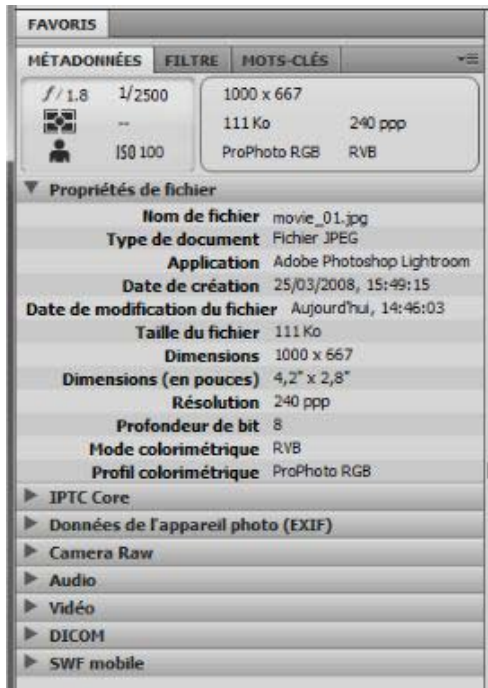 FAVORIS
MÉTADONNÉES FILTRE MOTS-CLÉS
f/1.8 1/2500 1000 x 667
-- 111 Ko 240 ppp
ISO 100 ProPhoto RGB RVB
Propriétés de fichier
Nom de fichier movie_01.jpg
Type de document Fichier JPEG
Application Adobe Photoshop Lightroom
Date de création 25/03/2008, 15:49:15
Date de modification du fichier Aujourd'hui, 14:46:03
Taille du fichier 111 Ko
Dimensions 1000 x 667
Dimensions (en pouces) 4,2" x 2,8"
Résolution 240 ppp
Profondeur de bit 8
Mode colorimétrique RVB
Profil colorimétrique ProPhoto RGB
IPTC Core
Données de l'appareil photo (EXIF)
Camera Raw
Audio
Vidéo
DICOM
SWF mobile